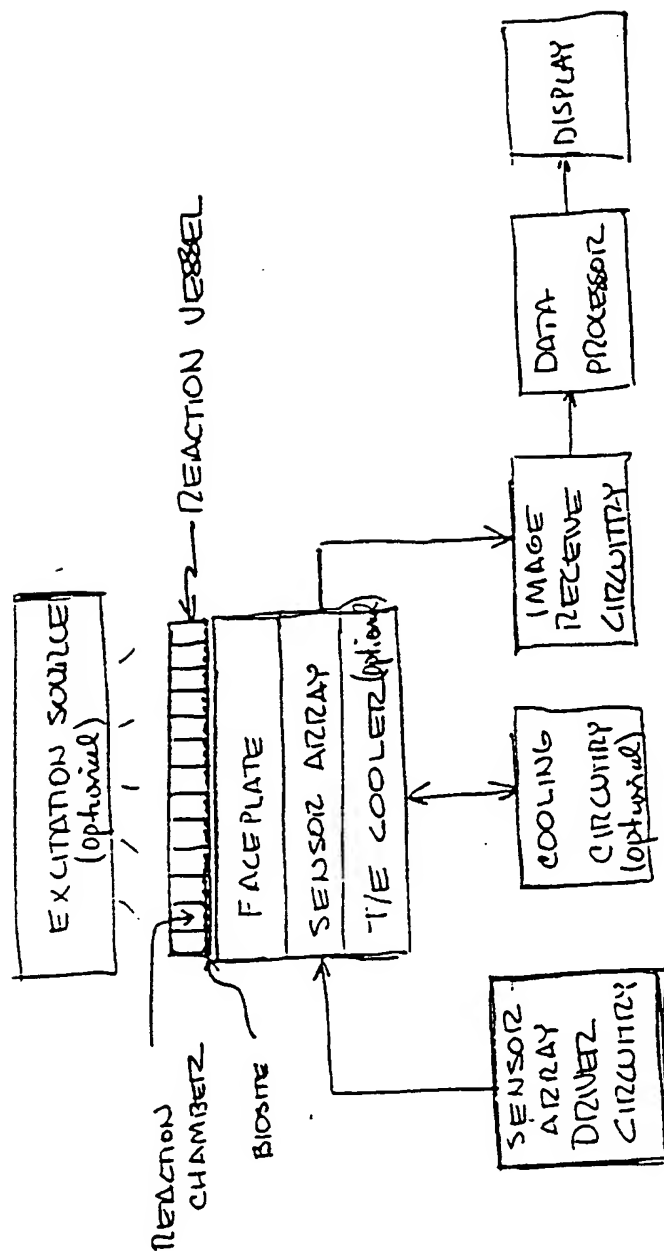 EXCITATION SOURCE
(optional)
REACTION VESSEL
REACTION
CHAMBER
BIOSITE
FACEPLATE
SENSOR ARRAY
T/E COOLER (optional)
SENSOR
ARRAY
DRIVER
CIRCUITRY
COOLING
CIRCUITRY
(optional)
IMAGE
RECEIVE
CIRCUITRY
DATA
PROCESSOR
DISPLAY